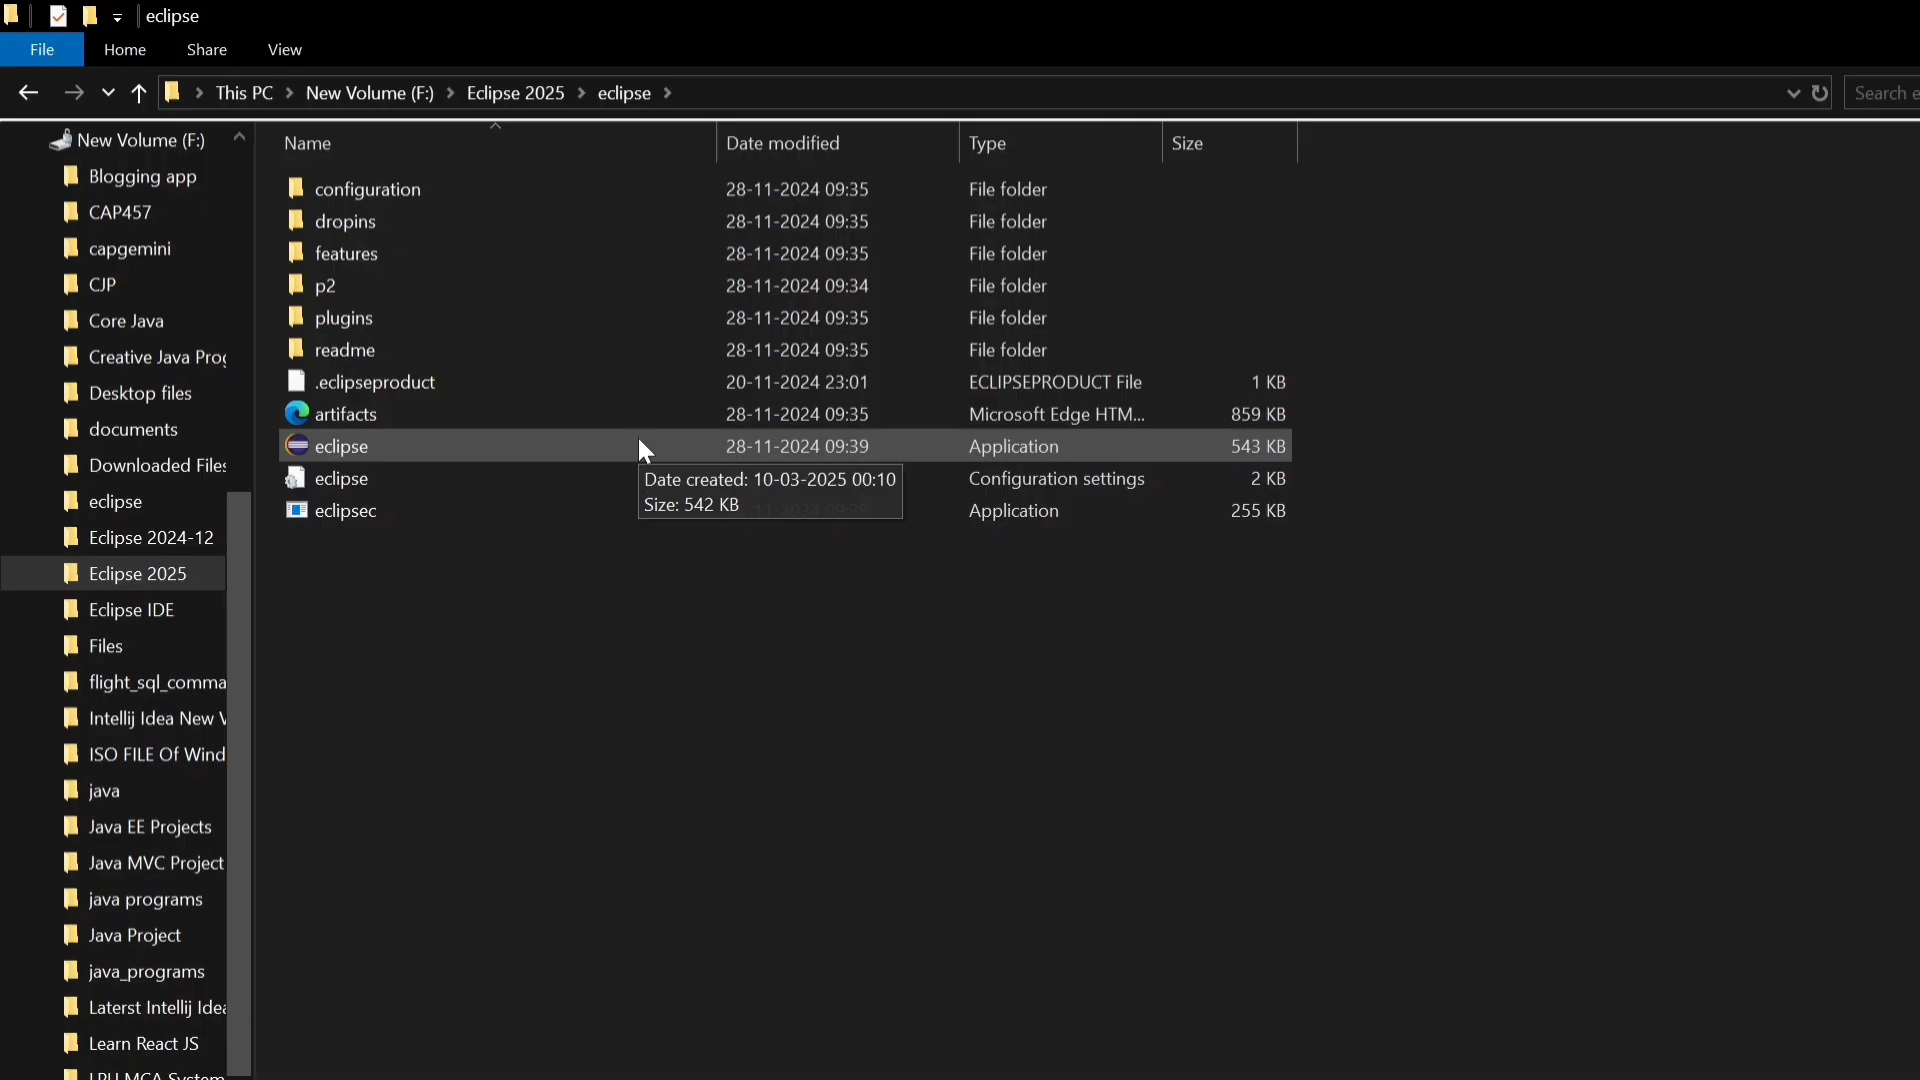 eclipse
File Home Share View
This PC New Volume (F:) Eclipse 2025 eclipse
Search e
New Volume (F:)
Blogging app
CAP457
capgemini
CJP
Core Java
Creative Java Prog
Desktop files
documents
Downloaded Files
eclipse
Eclipse 2024-12
Eclipse 2025
Eclipse IDE
Files
flight_sql_comma
Intellij Idea New V
ISO FILE Of Wind
java
Java EE Projects
Java MVC Project
java programs
Java Project
java_programs
Laterst Intellij Idea
Learn React JS
LPU MCA System
Name Date modified Type Size
configuration 28-11-2024 09:35 File folder
dropins 28-11-2024 09:35 File folder
features 28-11-2024 09:35 File folder
p2 28-11-2024 09:34 File folder
plugins 28-11-2024 09:35 File folder
readme 28-11-2024 09:35 File folder
.eclipseproduct 20-11-2024 23:01 ECLIPSEPRODUCT File 1 KB
artifacts 28-11-2024 09:35 Microsoft Edge HTM... 859 KB
eclipse 28-11-2024 09:39 Application 543 KB
eclipse Configuration settings 2 KB
eclipsec Application 255 KB
Date created: 10-03-2025 00:10
Size: 542 KB